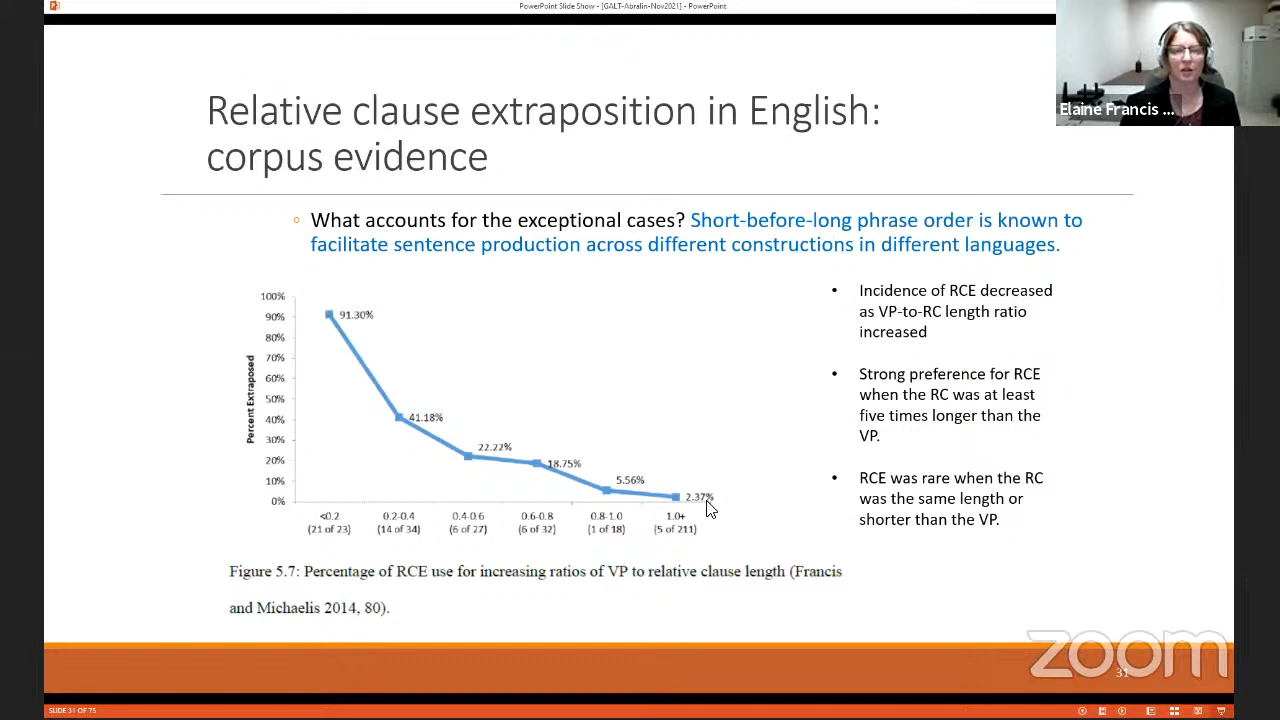 PowerPoint Slide Show - [GALT-Abralin-Nov2021] - PowerPoint
Elaine Francis ...
Relative clause extraposition in English:
corpus evidence
What accounts for the exceptional cases? Short-before-long phrase order is known to
facilitate sentence production across different constructions in different languages.
100%
90%
80%
70%
60%
50%
40%
30%
20%
10%
0%
Percent Extraposed
91.30%
41.18%
22.22%
18.75%
5.56%
2.37%
<0.2 0.2-0.4 0.4-0.6 0.6-0.8 0.8-1.0 1.0+
(21 of 23) (14 of 34) (6 of 27) (6 of 32) (1 of 18) (5 of 211)
Figure 5.7: Percentage of RCE use for increasing ratios of VP to relative clause length (Francis
and Michaelis 2014, 80).
• Incidence of RCE decreased
as VP-to-RC length ratio
increased
• Strong preference for RCE
when the RC was at least
five times longer than the
VP.
• RCE was rare when the RC
was the same length or
shorter than the VP.
zoom
31
SLIDE 31 OF 75